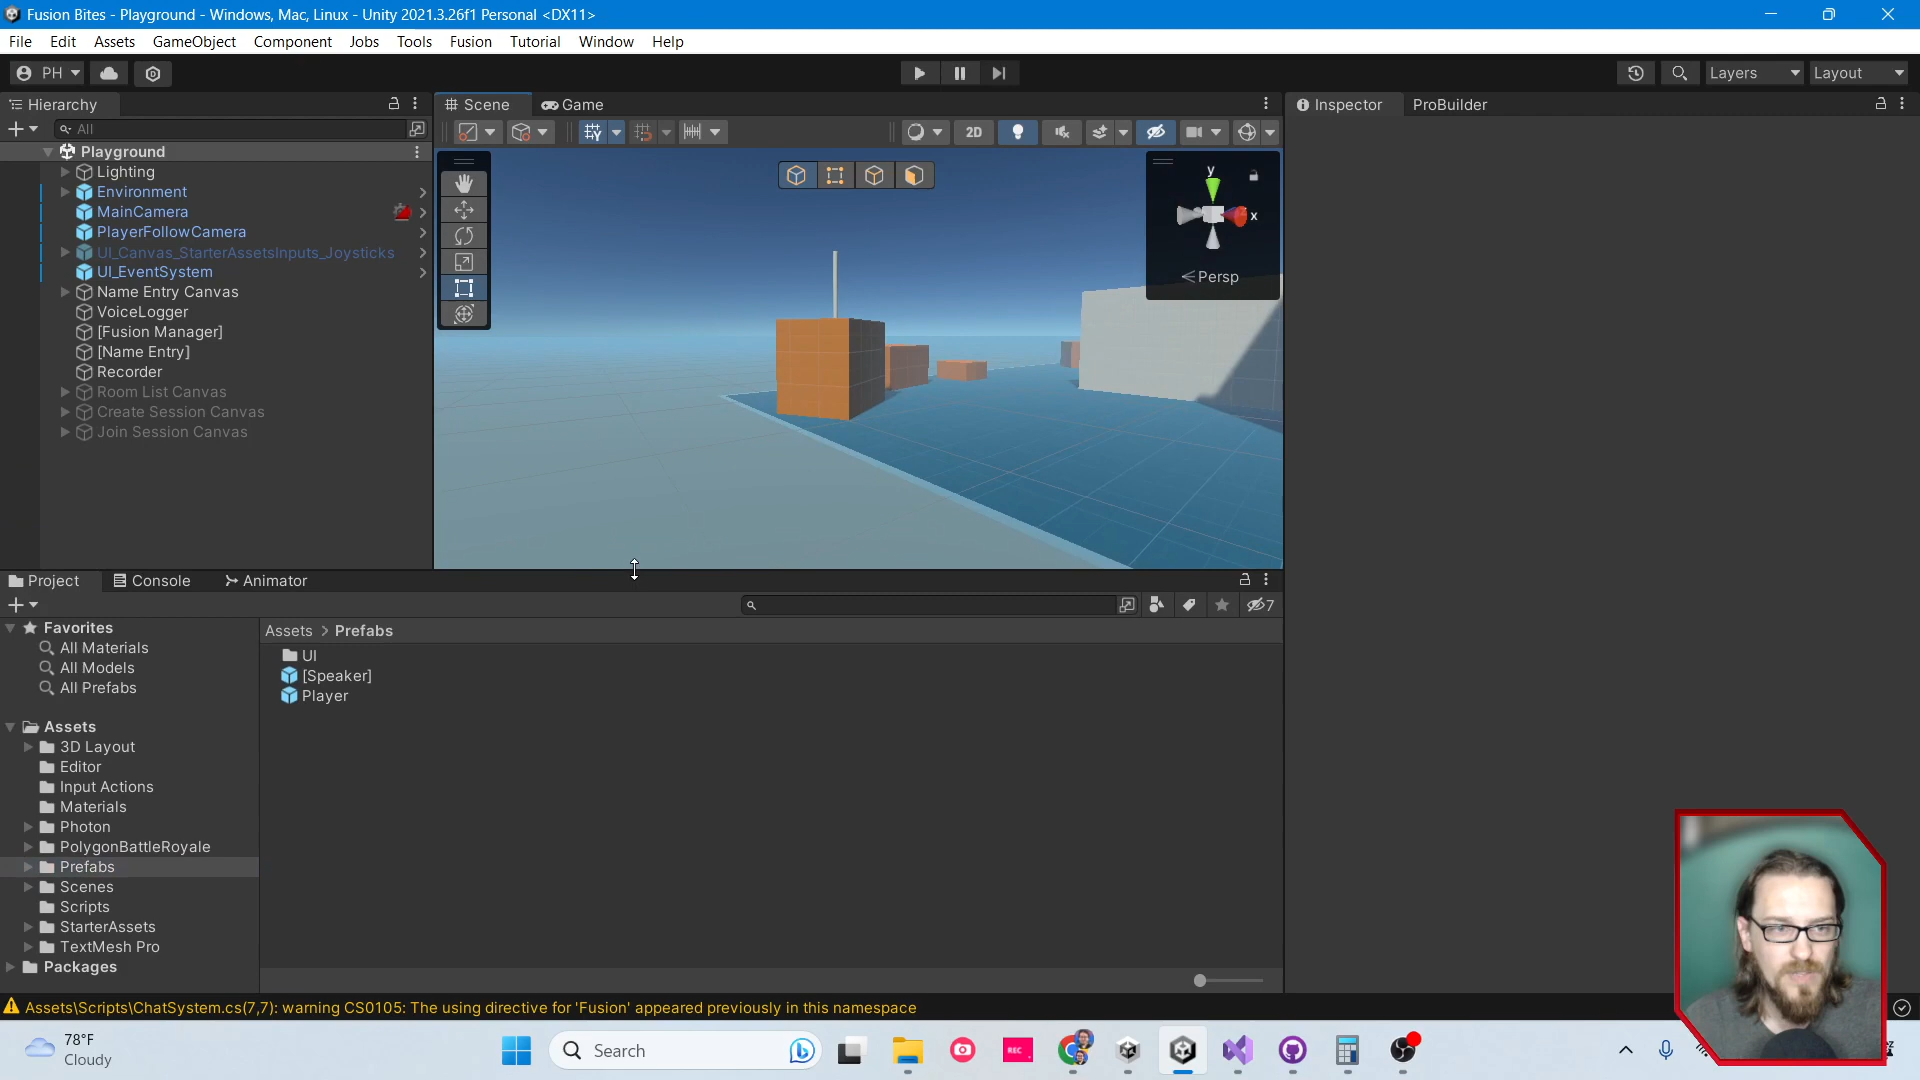 Fusion Bites - Playground - Windows, Mac, Linux - Unity 2021.3.26f1 Personal <DX11>
File Edit Assets GameObject Component Jobs Tools Fusion Tutorial Window Help
PH Layers Layout
Hierarchy
All
Playground
Lighting
Environment
MainCamera
PlayerFollowCamera
UI_Canvas_StarterAssetsInputs_Joysticks
UI_EventSystem
Name Entry Canvas
VoiceLogger
[Fusion Manager]
[Name Entry]
Recorder
Room List Canvas
Create Session Canvas
Join Session Canvas
Scene Game
2D
y
x
Persp
Inspector ProBuilder
Project Console Animator
7
Favorites
All Materials
All Models
All Prefabs
Assets
3D Layout
Editor
Input Actions
Materials
Photon
PolygonBattleRoyale
Prefabs
Scenes
Scripts
StarterAssets
TextMesh Pro
Packages
Assets > Prefabs
UI
[Speaker]
Player
Assets\Scripts\ChatSystem.cs(7,7): warning CS0105: The using directive for 'Fusion' appeared previously in this namespace
78°F
Cloudy
Search
REC